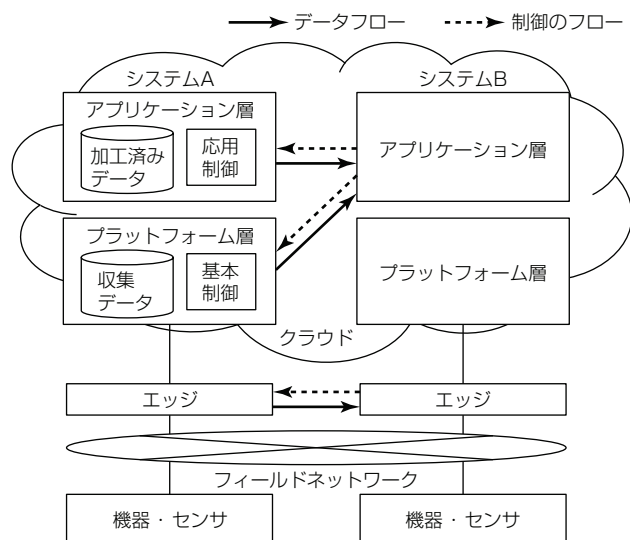 データフロー
制御のフロー
システムA
システムB
アプリケーション層
加工済み
データ
応用
制御
アプリケーション層
プラットフォーム層
収集
データ
基本
制御
プラットフォーム層
クラウド
エッジ
エッジ
フィールドネットワーク
機器・センサ
機器・センサ